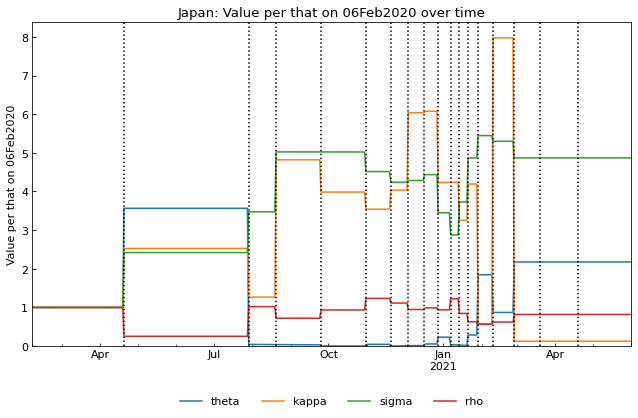 Japan: Value per that on 06Feb2020 over time
Value per that on 06Feb2020
8
7
6
5
4
3
2
1
0
Apr Jul Oct Jan Apr
2021
theta kappa sigma rho